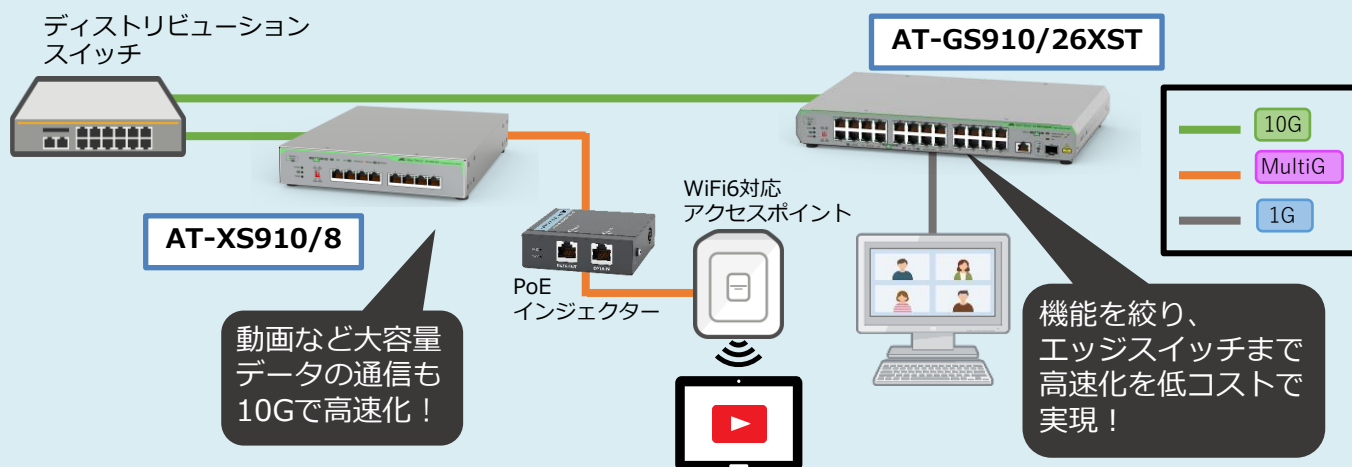 ディストリビューション
スイッチ
AT-GS910/26XST
10G
MultiG
1G
AT-XS910/8
WiFi6対応
アクセスポイント
PoE
インジェクター
動画など大容量
データの通信も
10Gで高速化！
機能を絞り、
エッジスイッチまで
高速化を低コストで
実現！